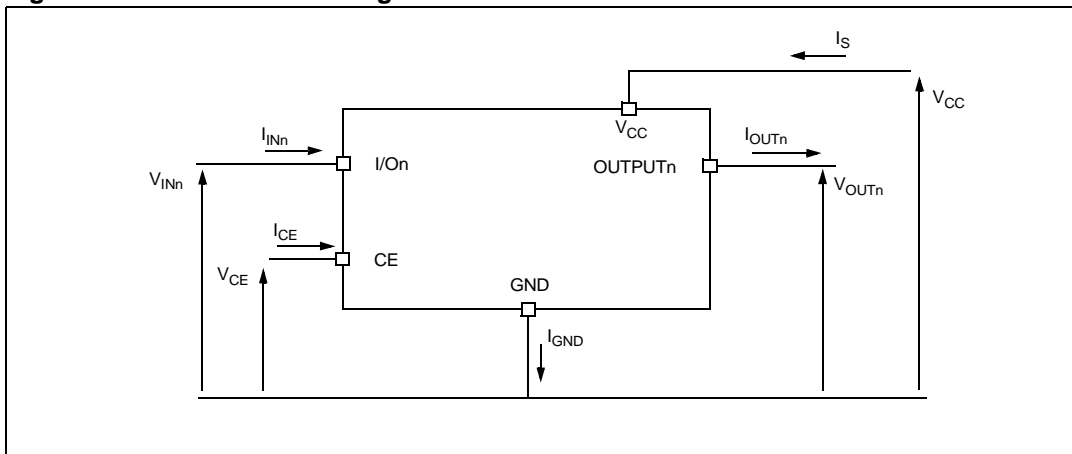 I_S
V_CC
V_CC
I_INn
I/On
OUTPUTn
I_OUTn
V_INn
V_OUTn
I_CE
CE
V_CE
GND
I_GND